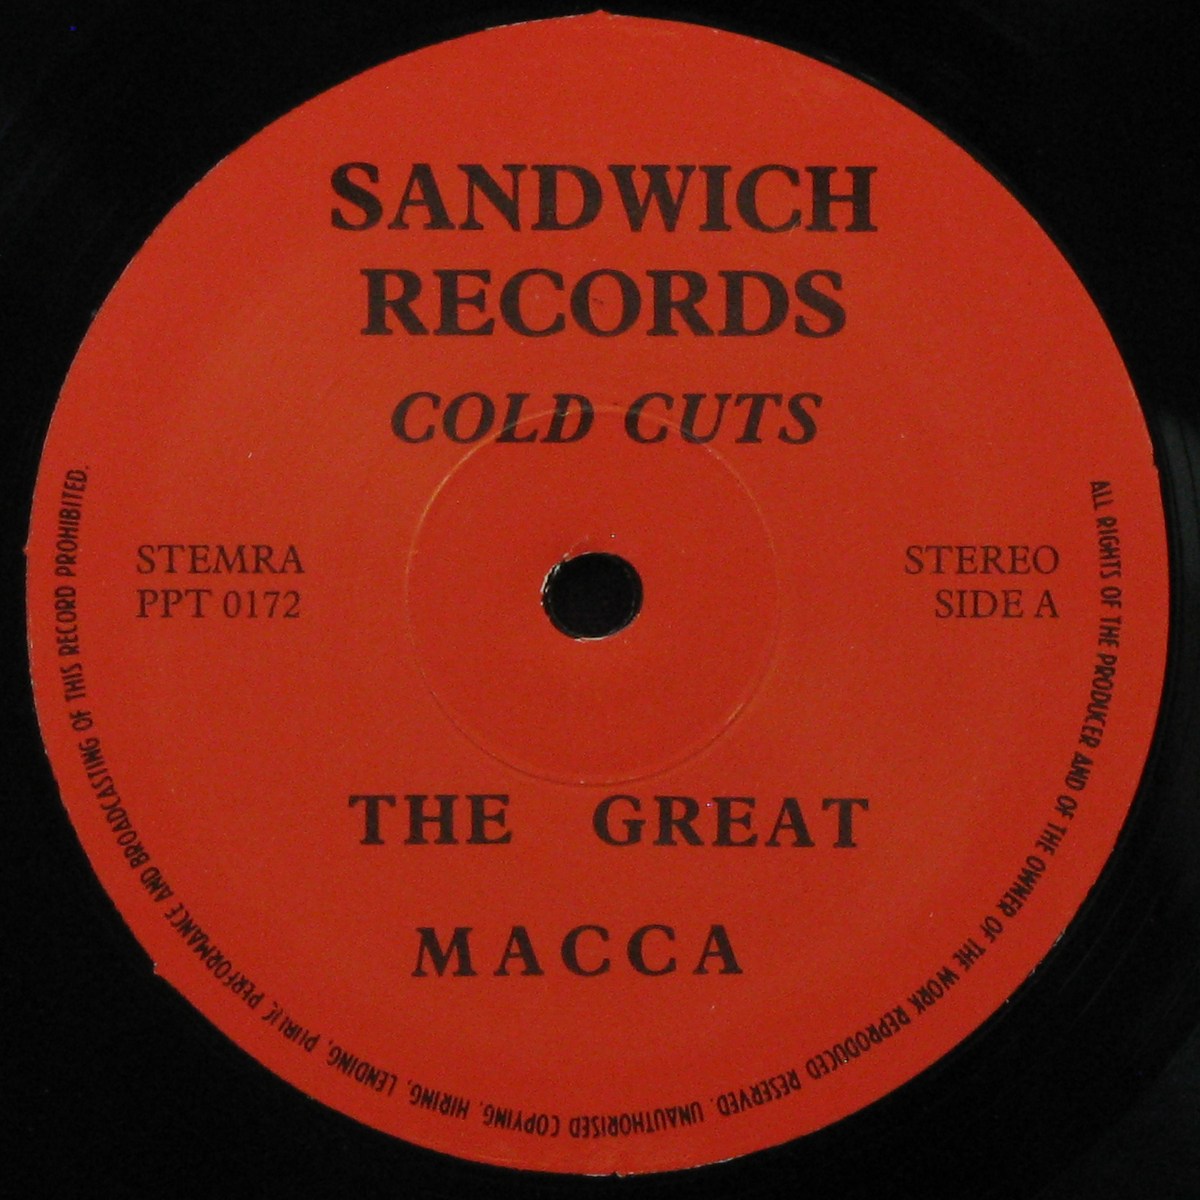 SANDWICH
RECORDS
COLD CUTS
STEMRA
PPT 0172
STEREO
SIDE A
THE GREAT
MACCA
ALL RIGHTS OF THE PRODUCER AND OF THE OWNER OF THE WORK REPRODUCED RESERVED. UNAUTHORISED COPYING, HIRING, LENDING, PUBLIC PERFORMANCE AND BROADCASTING OF THIS RECORD PROHIBITED.